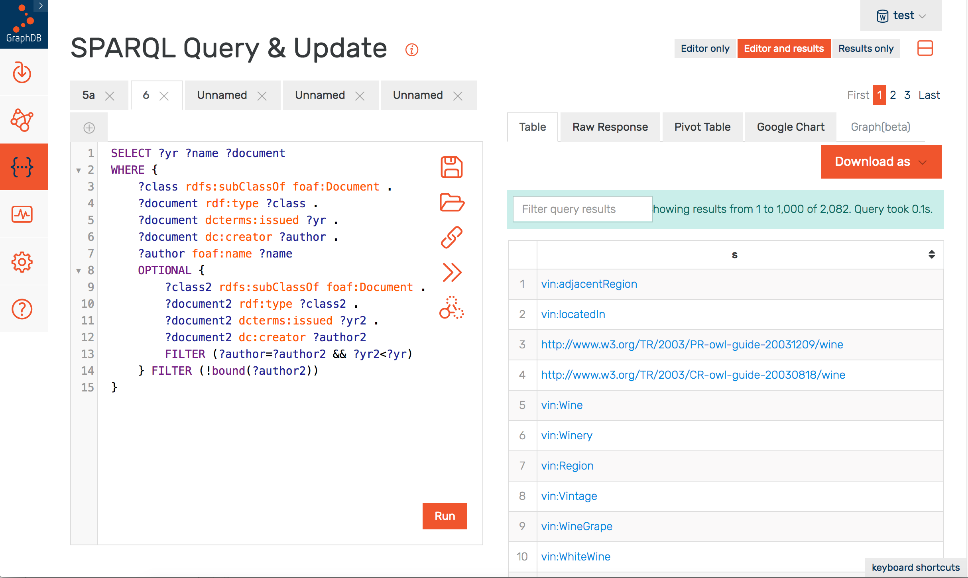 GraphDB
test
SPARQL Query & Update
Editor only
Editor and results
Results only
5a
6
Unnamed
Unnamed
Unnamed
First 1 2 3 Last
Table
Raw Response
Pivot Table
Google Chart
Graph(beta)
Download as
1 SELECT ?yr ?name ?document
2 WHERE {
3 ?class rdfs:subClassOf foaf:Document .
4 ?document rdf:type ?class .
5 ?document dcterms:issued ?yr .
6 ?document dc:creator ?author .
7 ?author foaf:name ?name
8 OPTIONAL {
9 ?class2 rdfs:subClassOf foaf:Document .
10 ?document2 rdf:type ?class2 .
11 ?document2 dcterms:issued ?yr2 .
12 ?document2 dc:creator ?author2
13 FILTER (?author=?author2 && ?yr2<?yr)
14 } FILTER (!bound(?author2))
15 }
Run
Filter query results
howing results from 1 to 1,000 of 2,082. Query took 0.1s.
s
1 vin:adjacentRegion
2 vin:locatedIn
3 http://www.w3.org/TR/2003/PR-owl-guide-20031209/wine
4 http://www.w3.org/TR/2003/CR-owl-guide-20030818/wine
5 vin:Wine
6 vin:Winery
7 vin:Region
8 vin:Vintage
9 vin:WineGrape
10 vin:WhiteWine
keyboard shortcuts